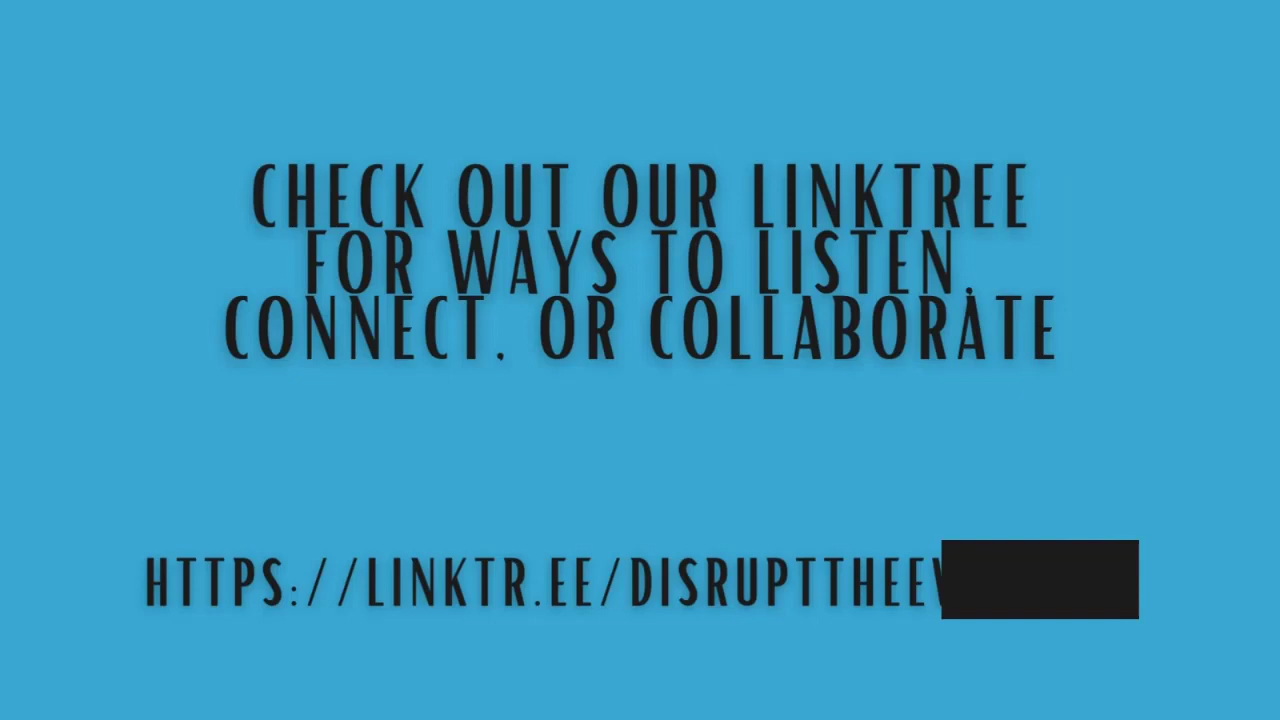 CHECK OUT OUR LINKTREE
FOR WAYS TO LISTEN,
CONNECT, OR COLLABORATE
HTTPS://LINKTR.EE/DISRUPTTHEE